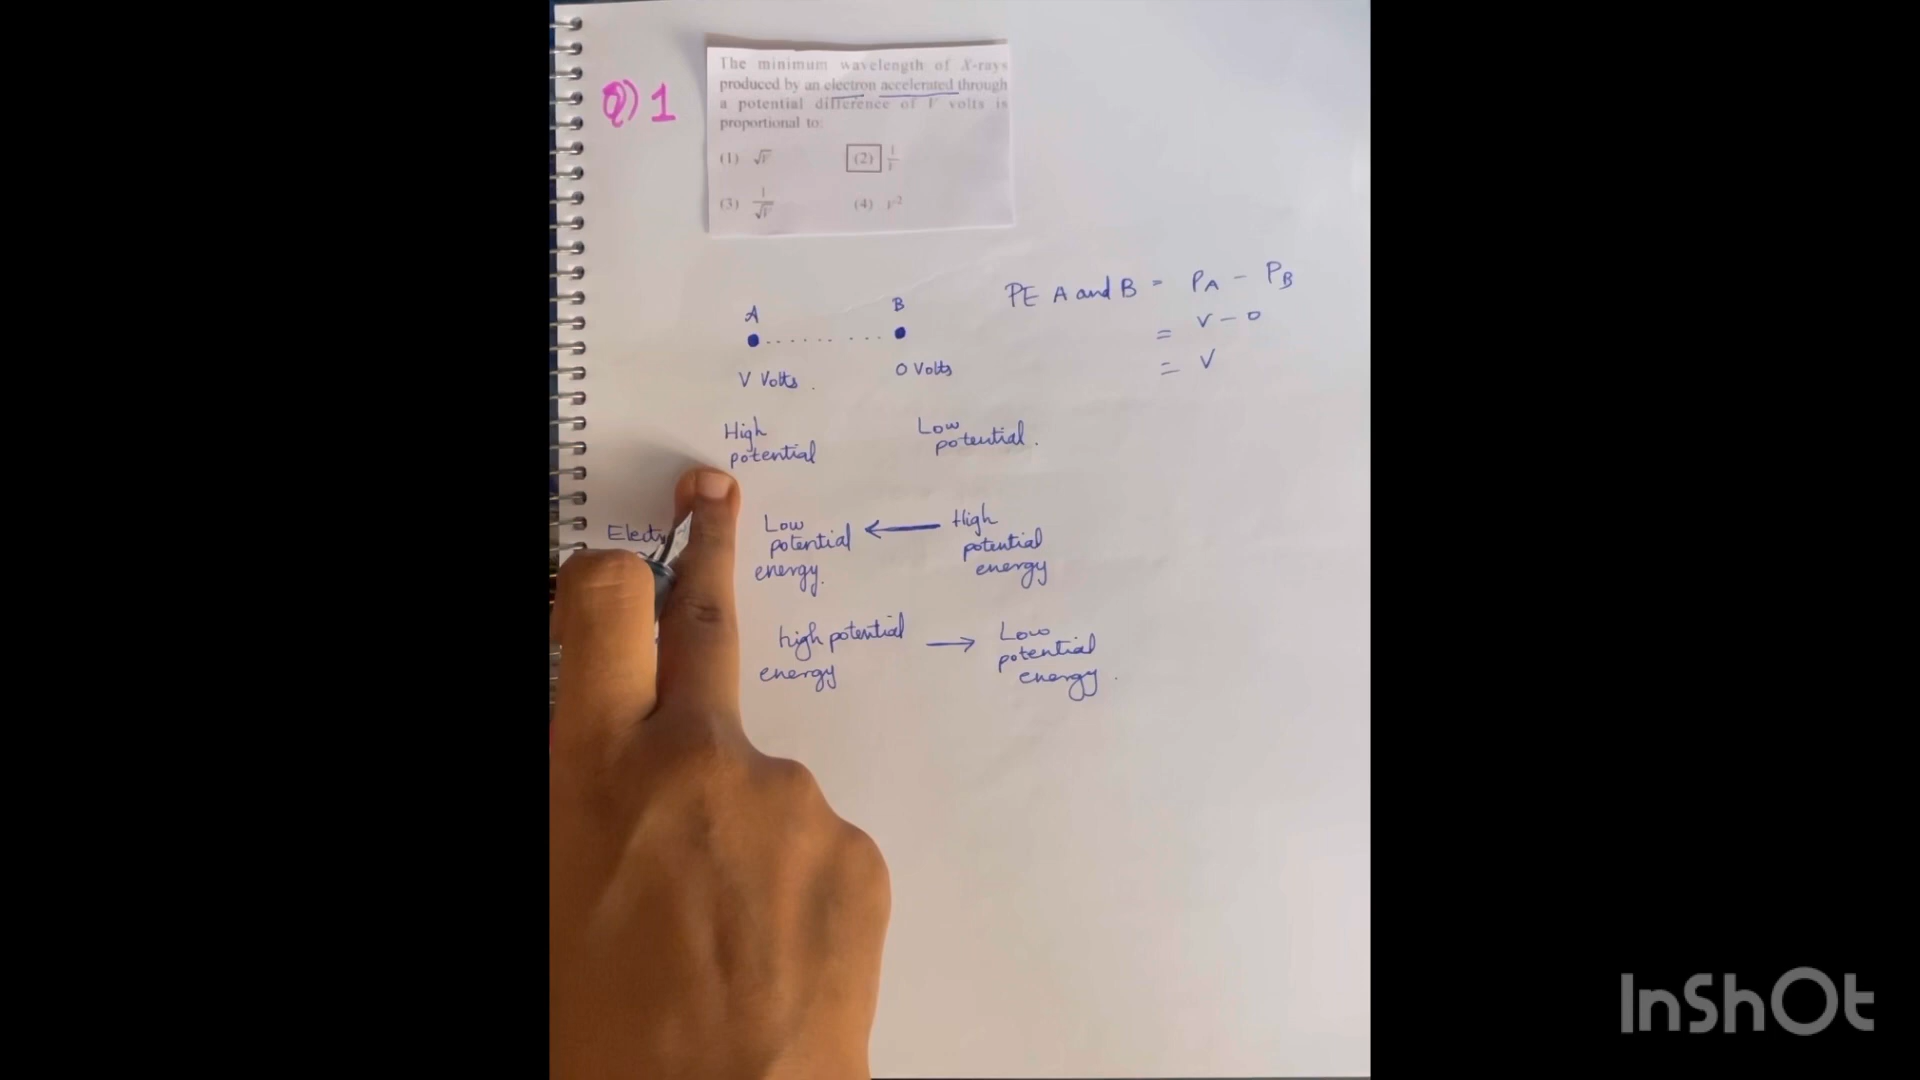 Q) 1
The minimum wavelength of X-rays
produced by an electron accelerated through
a potential difference of V volts is
proportional to:
(1) √V (2) 1/V
(3) 1/√V (4) V²
A B
V Volts . 0 Volts
PE A and B = PA - PB
= V - 0
= V
High
potential
Low
potential .
Low
potential
energy.
←
High
potential
energy
high potential
energy
→
Low
potential
energy .
InShOt